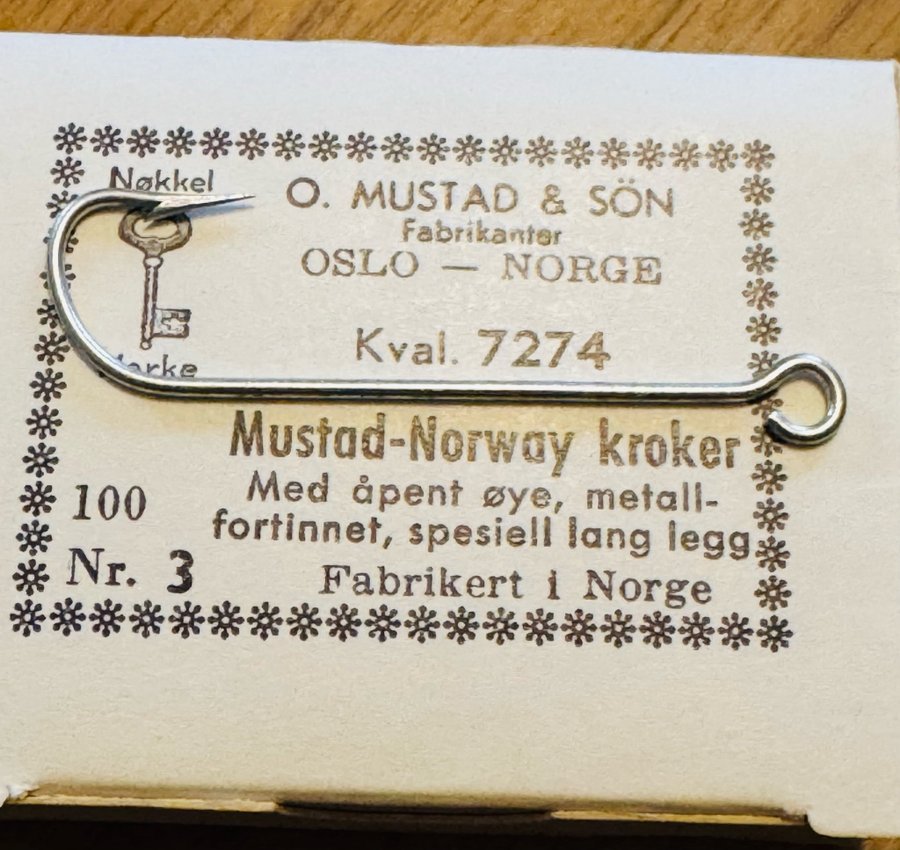 Nøkkel
O. MUSTAD & SÖN
Fabrikanter
OSLO — NORGE
Kval. 7274
Mustad-Norway kroker
Med åpent øye, metall-
fortinnet, spesiell lang legg
100
Nr. 3
Fabrikert i Norge